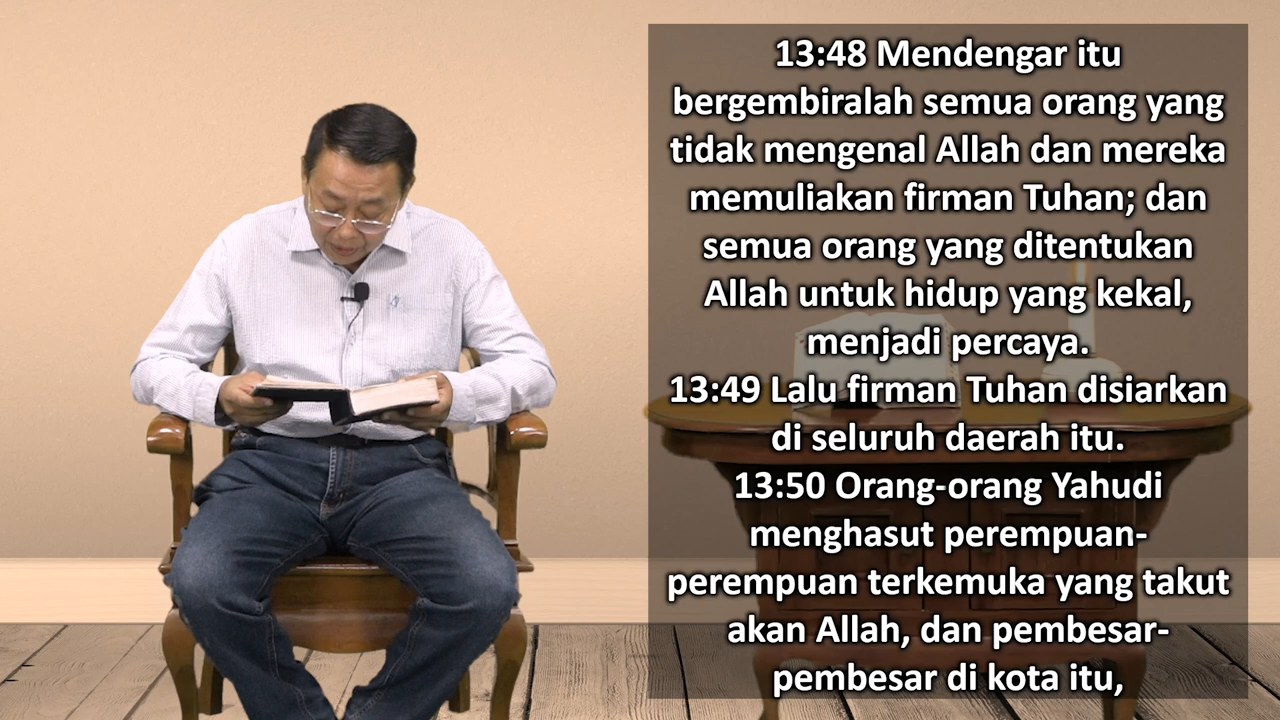 13:48 Mendengar itu
bergembiralah semua orang yang
tidak mengenal Allah dan mereka
memuliakan firman Tuhan; dan
semua orang yang ditentukan
Allah untuk hidup yang kekal,
menjadi percaya.
13:49 Lalu firman Tuhan disiarkan
di seluruh daerah itu.
13:50 Orang-orang Yahudi
menghasut perempuan-
perempuan terkemuka yang takut
akan Allah, dan pembesar-
pembesar di kota itu,